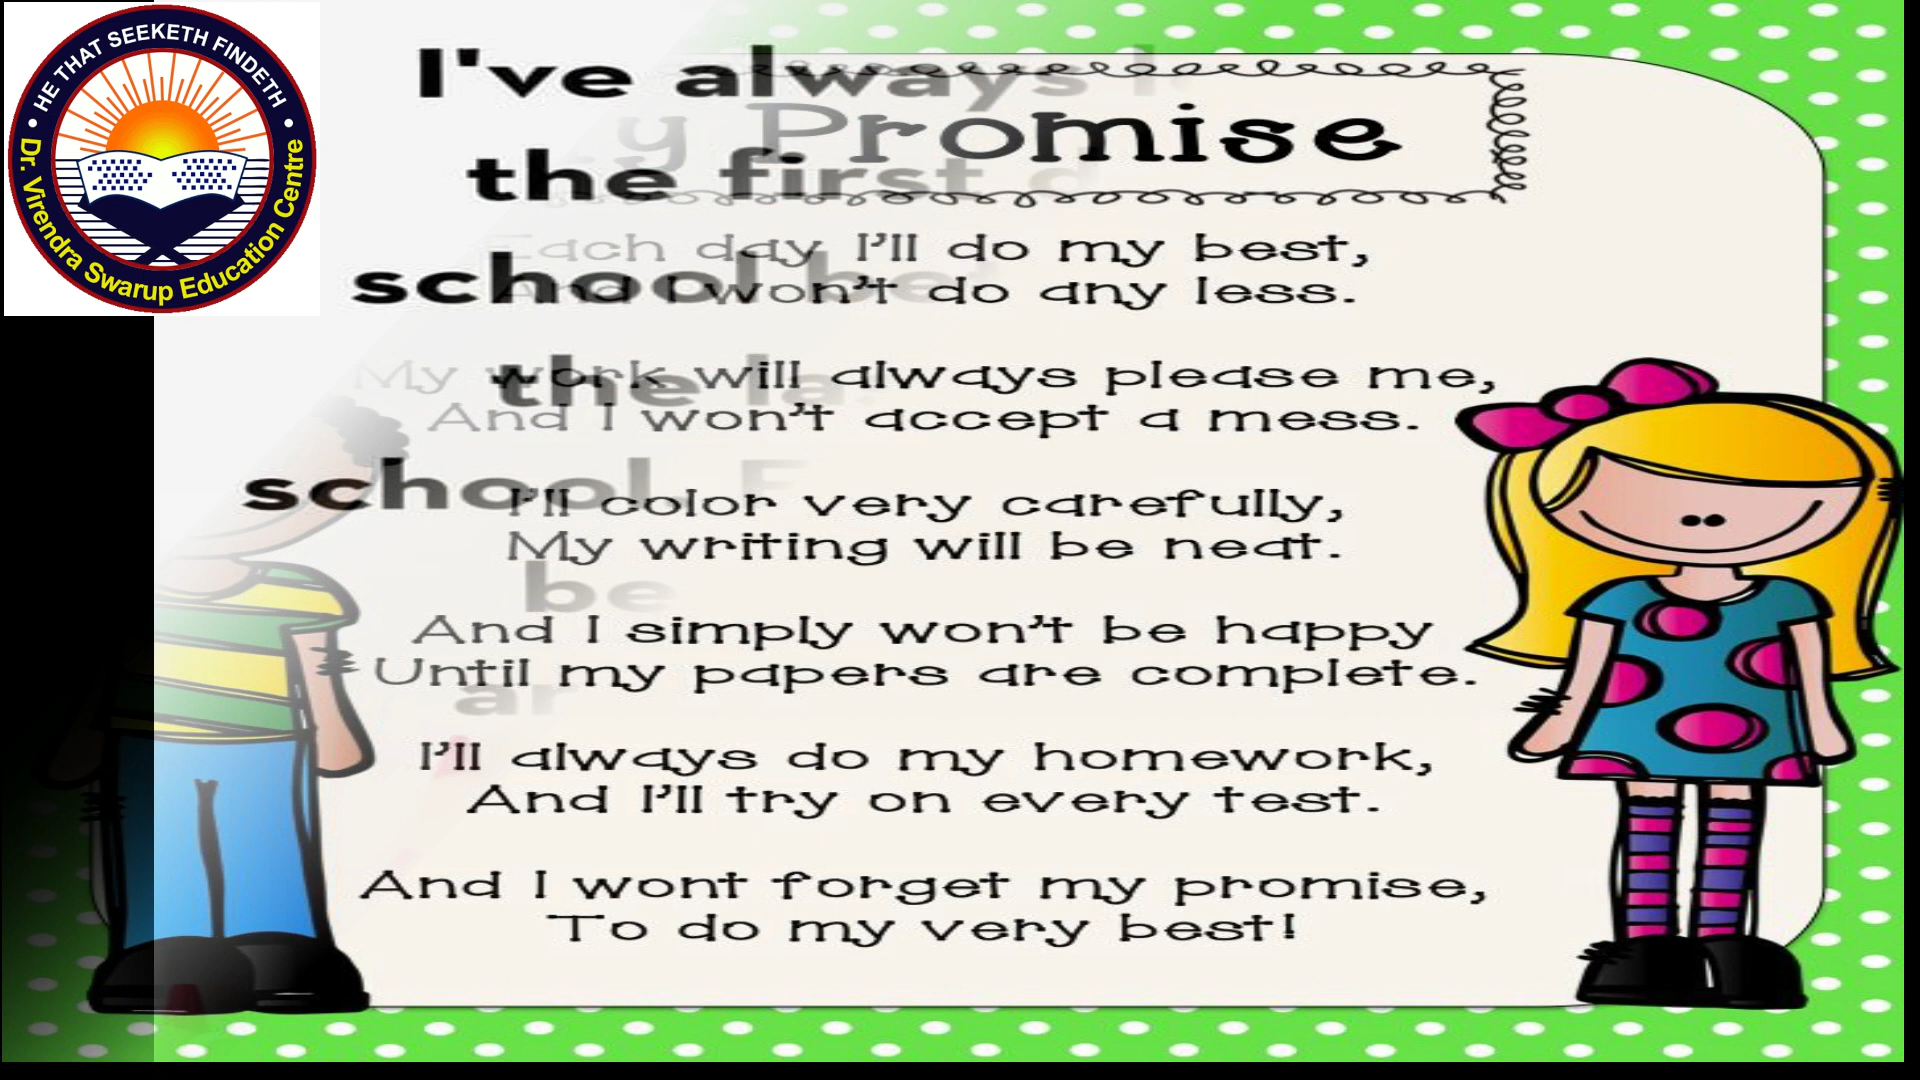 HE THAT SEEKETH FINDETH
Dr. Virendra Swarup Education Centre
I've always
the first
school
the
school.
be
Promise
Each day I'll do my best,
And I won't do any less.
My work will always please me,
And I won't accept a mess.
I'll color very carefully,
My writing will be neat.
And I simply won't be happy
Until my papers are complete.
I'll always do my homework,
And I'll try on every test.
And I wont forget my promise,
To do my very best!